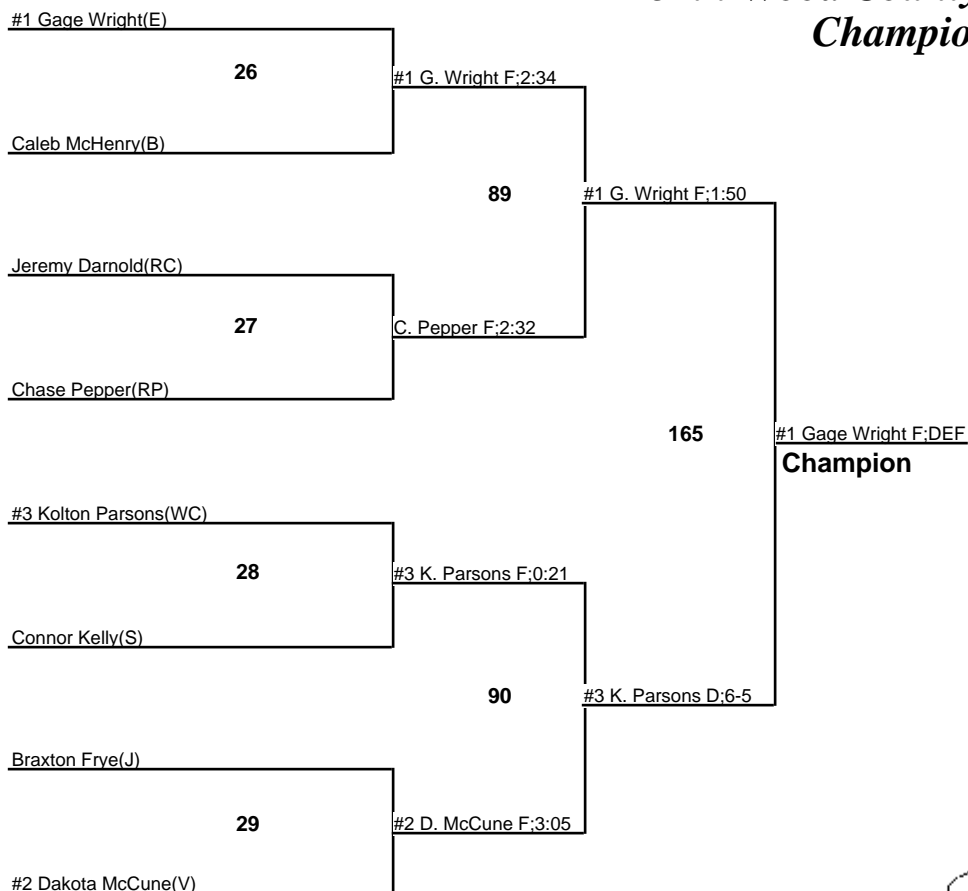 Champio
#1 Gage Wright(E)
26
#1 G. Wright F;2:34
Caleb McHenry(B)
89
#1 G. Wright F;1:50
Jeremy Darnold(RC)
27
C. Pepper F;2:32
Chase Pepper(RP)
165
#1 Gage Wright F;DEF
Champion
#3 Kolton Parsons(WC)
28
#3 K. Parsons F;0:21
Connor Kelly(S)
90
#3 K. Parsons D;6-5
Braxton Frye(J)
29
#2 D. McCune F;3:05
#2 Dakota McCune(V)